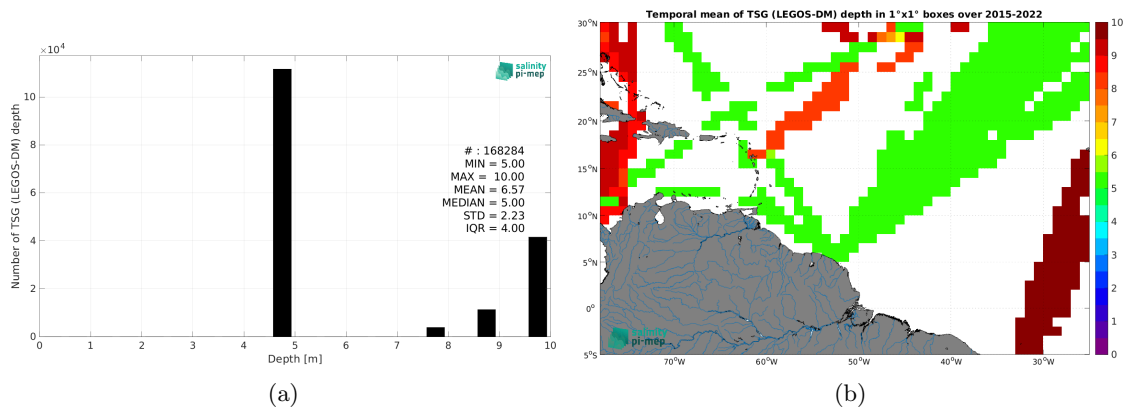 ×10⁴
10
8
6
4
2
0
Number of TSG (LEGOS-DM) depth
salinity
pi-mep
# : 168284
MIN = 5.00
MAX = 10.00
MEAN = 6.57
MEDIAN = 5.00
STD = 2.23
IQR = 4.00
0 1 2 3 4 5 6 7 8 9 10
Depth [m]
(a)
Temporal mean of TSG (LEGOS-DM) depth in 1°x1° boxes over 2015-2022
30°N
25°N
20°N
15°N
10°N
5°N
0°
5°S
salinity
pi-mep
70°W 60°W 50°W 40°W 30°W
10
9
8
7
6
5
4
3
2
1
0
(b)